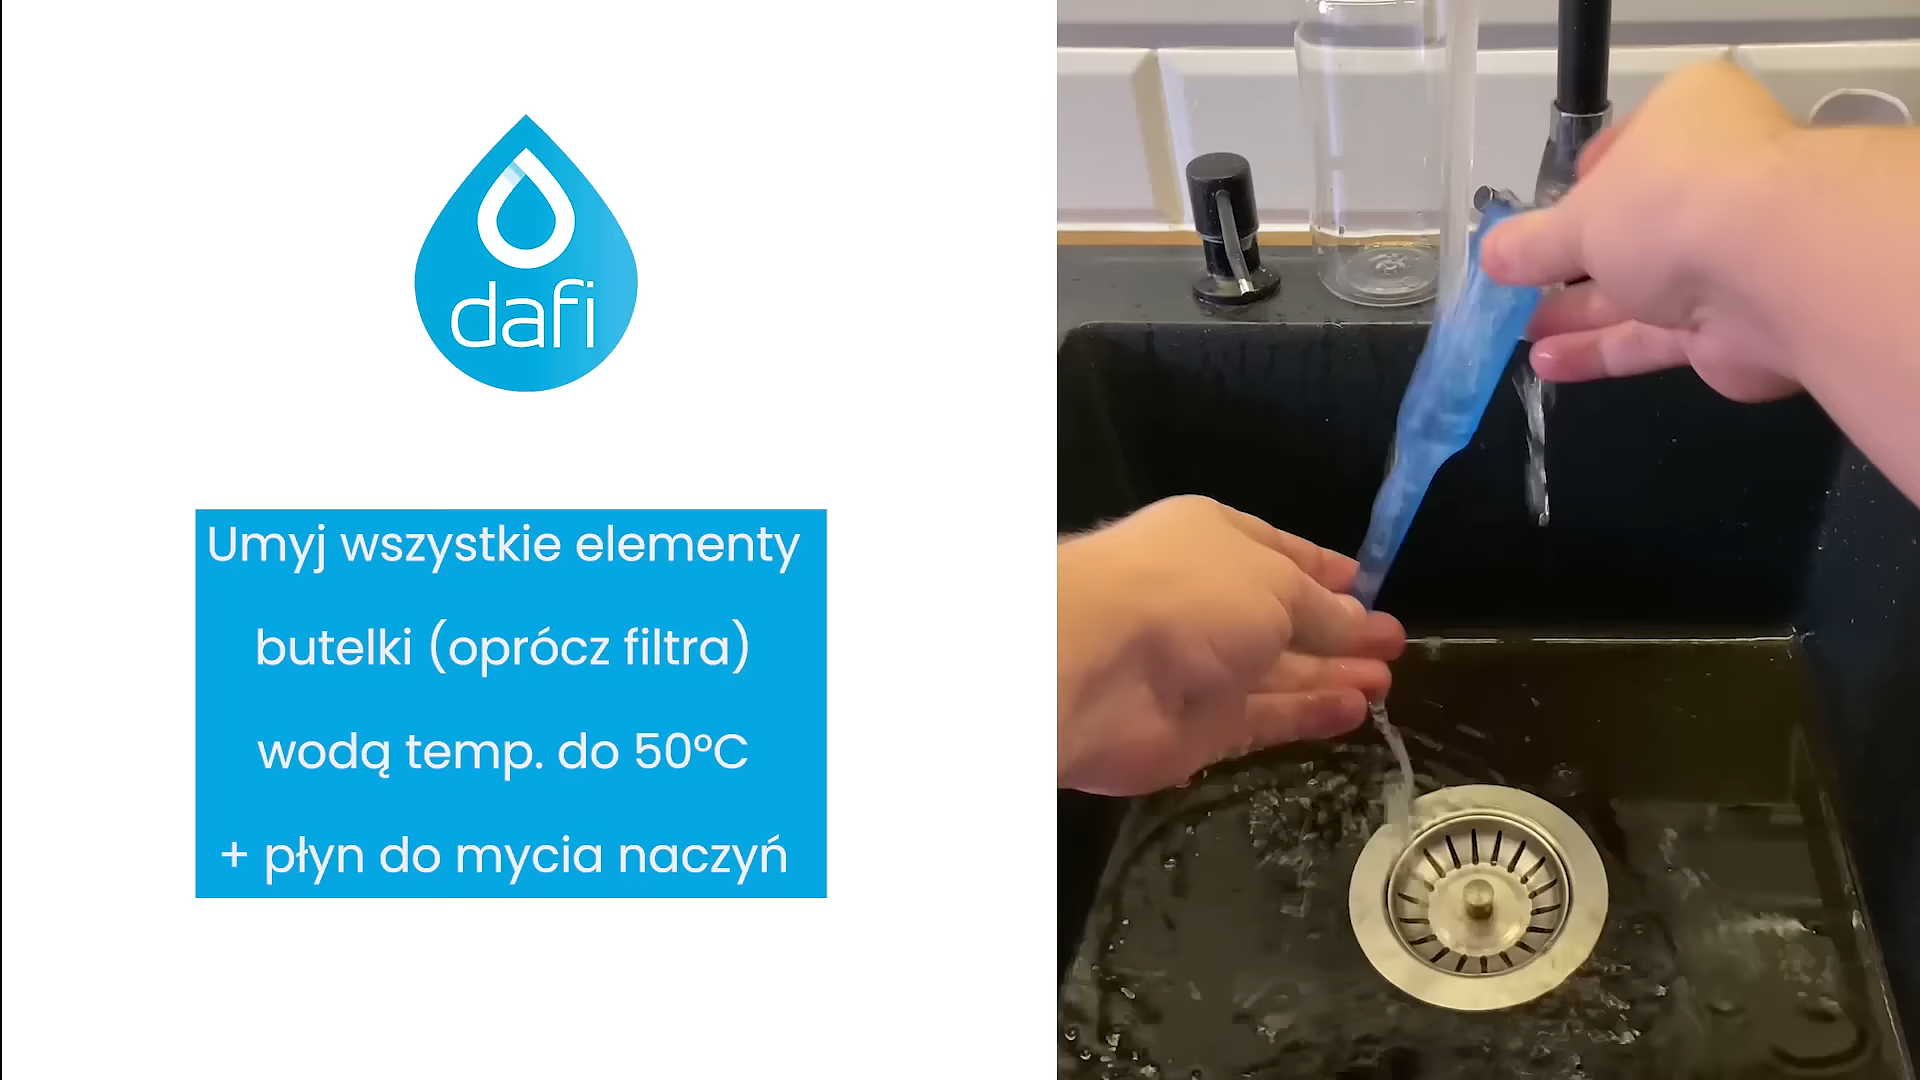 dafi
Umyj wszystkie elementy
butelki (oprócz filtra)
wodą temp. do 50°C
+ płyn do mycia naczyń